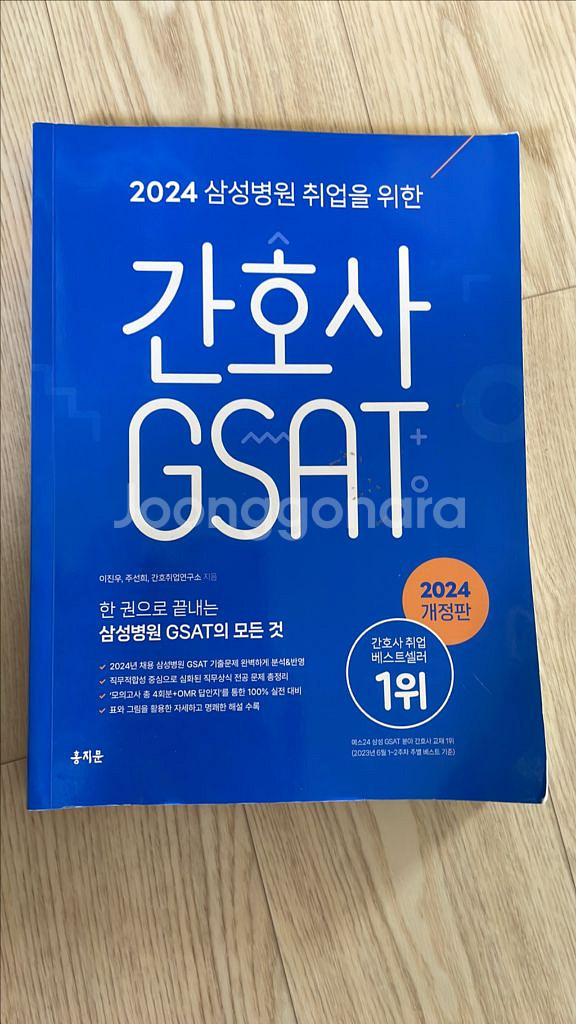 2024 삼성병원 취업을 위한
간호사
GSAT
Joonggonara
이진우, 주선희, 간호취업연구소 지음
한 권으로 끝내는
삼성병원 GSAT의 모든 것
2024년 채용 삼성병원 GSAT 기출문제 완벽하게 분석&반영
직무적합성 중심으로 심화된 직무상식 전공 문제 총정리
'모의고사 총 4회분+OMR 답안지'를 통한 100% 실전 대비
표와 그림을 활용한 자세하고 명쾌한 해설 수록
2024
개정판
간호사 취업
베스트셀러
1위
예스24 삼성 GSAT 분야 간호사 교재 1위
(2023년 6월 1~2주차 주별 베스트 기준)
홍지문